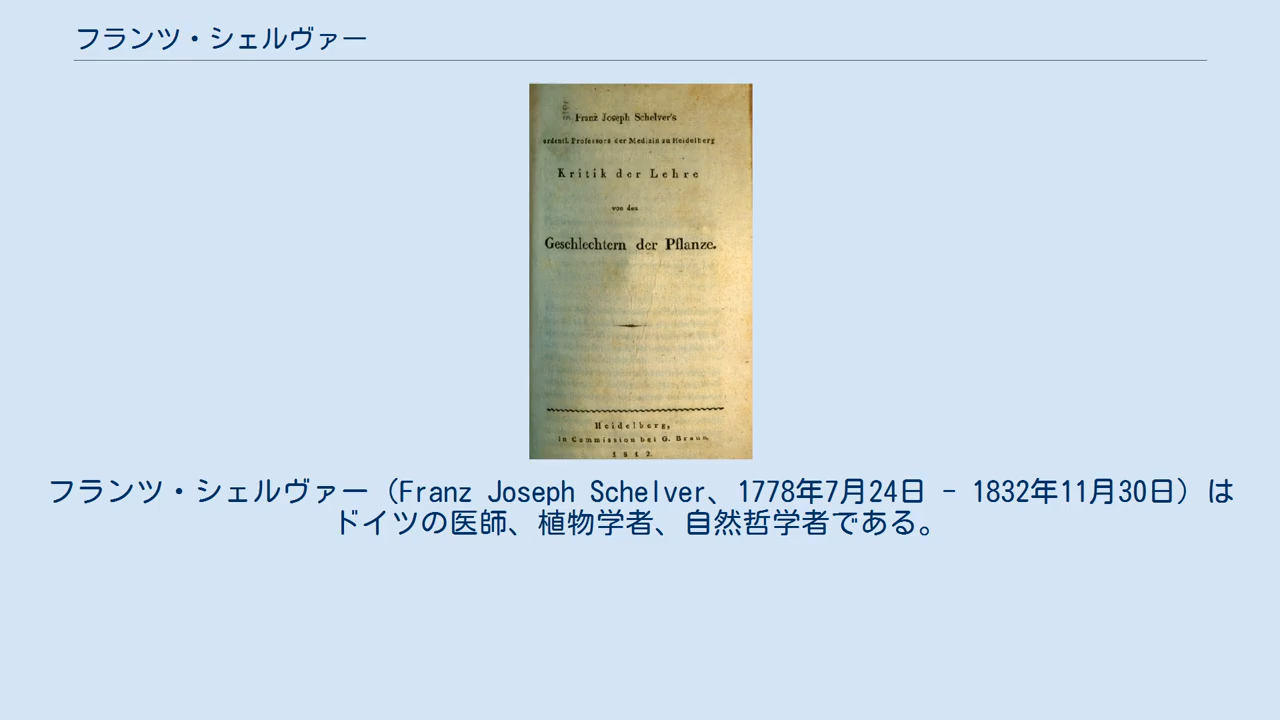 フランツ・シェルヴァー
Franz Joseph Schelver's
ordentl. Professors der Medizin zu Heidelberg
Kritik der Lehre
von den
Geschlechtern der Pflanze.
Heidelberg,
in Commission bei G. Braun.
1812.
フランツ・シェルヴァー（Franz Joseph Schelver、1778年7月24日 - 1832年11月30日）は
ドイツの医師、植物学者、自然哲学者である。